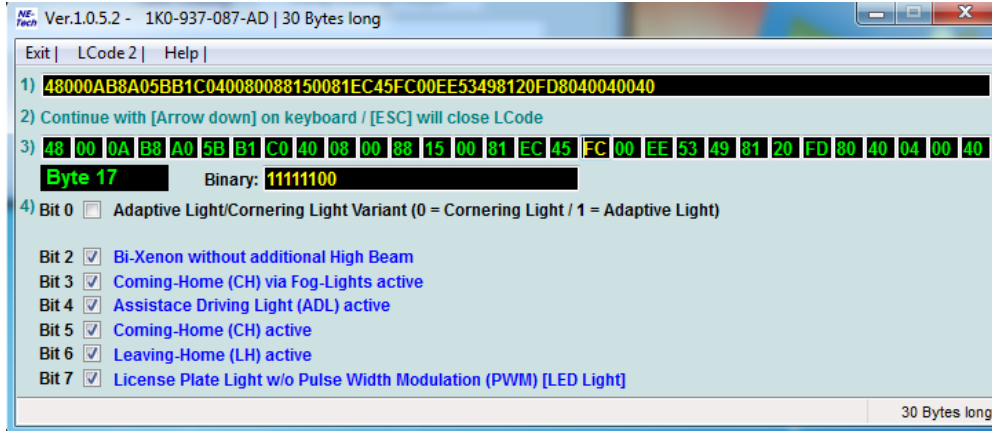 NE-Tech Ver.1.0.5.2 - 1K0-937-087-AD | 30 Bytes long
Exit | LCode 2 | Help |
1) 48000AB8A05BB1C040080088150081EC45FC00EE53498120FD8040040040
2) Continue with [Arrow down] on keyboard / [ESC] will close LCode
3) 48 00 0A B8 A0 5B B1 C0 40 08 00 88 15 00 81 EC 45 FC 00 EE 53 49 81 20 FD 80 40 04 00 40
Byte 17 Binary: 11111100
4) Bit 0 Adaptive Light/Cornering Light Variant (0 = Cornering Light / 1 = Adaptive Light)
Bit 2 Bi-Xenon without additional High Beam
Bit 3 Coming-Home (CH) via Fog-Lights active
Bit 4 Assistace Driving Light (ADL) active
Bit 5 Coming-Home (CH) active
Bit 6 Leaving-Home (LH) active
Bit 7 License Plate Light w/o Pulse Width Modulation (PWM) [LED Light]
30 Bytes long